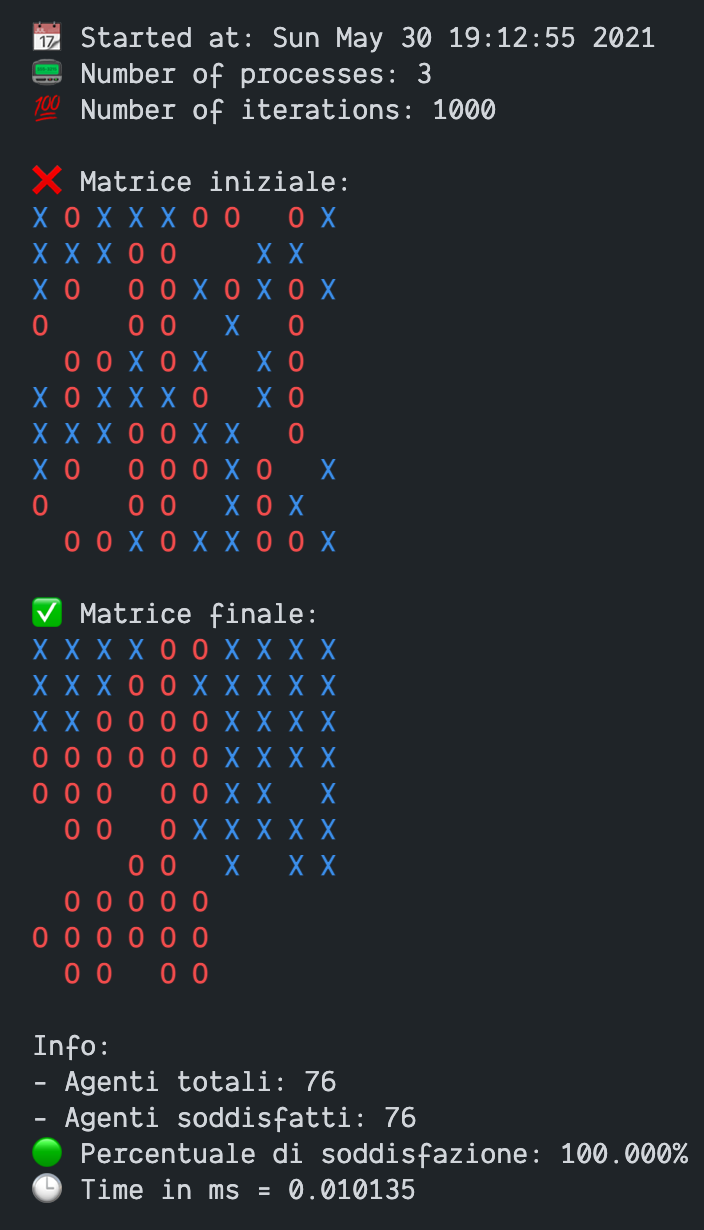 📆 Started at: Sun May 30 19:12:55 2021
📟 Number of processes: 3
💯 Number of iterations: 1000

❌ Matrice iniziale:
X O X X X O O   O X
X X X O O     X X
X O   O O X O X O X
O     O O   X   O
  O O X O X   X O
X O X X X O   X O
X X X O O X X   O
X O   O O O X O   X
O     O O   X O X
  O O X O X X O O X

✅ Matrice finale:
X X X X O O X X X X
X X X O O X X X X X
X X O O O O X X X X
O O O O O O X X X X
O O O   O O X X   X
  O O   O X X X X X
      O O   X   X X
  O O O O O
O O O O O O
  O O   O O

Info:
- Agenti totali: 76
- Agenti soddisfatti: 76
🟢 Percentuale di soddisfazione: 100.000%
🕒 Time in ms = 0.010135